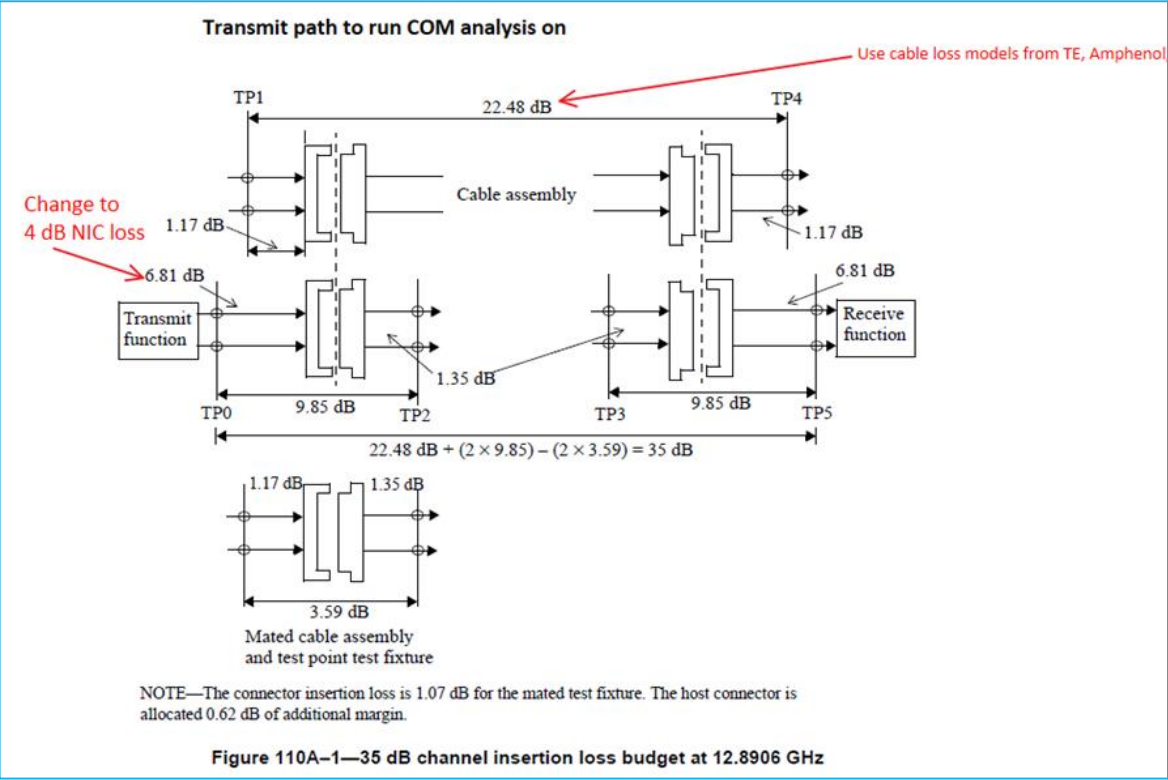 Transmit path to run COM analysis on
Use cable loss models from TE, Amphenol,
TP1
22.48 dB
TP4
Cable assembly
Change to
4 dB NIC loss
1.17 dB
1.17 dB
6.81 dB
6.81 dB
Transmit
function
Receive
function
1.35 dB
TP0
9.85 dB
TP2
TP3
9.85 dB
TP5
22.48 dB + (2 × 9.85) – (2 × 3.59) = 35 dB
1.17 dB
1.35 dB
3.59 dB
Mated cable assembly
and test point test fixture
NOTE—The connector insertion loss is 1.07 dB for the mated test fixture. The host connector is
allocated 0.62 dB of additional margin.
Figure 110A–1—35 dB channel insertion loss budget at 12.8906 GHz